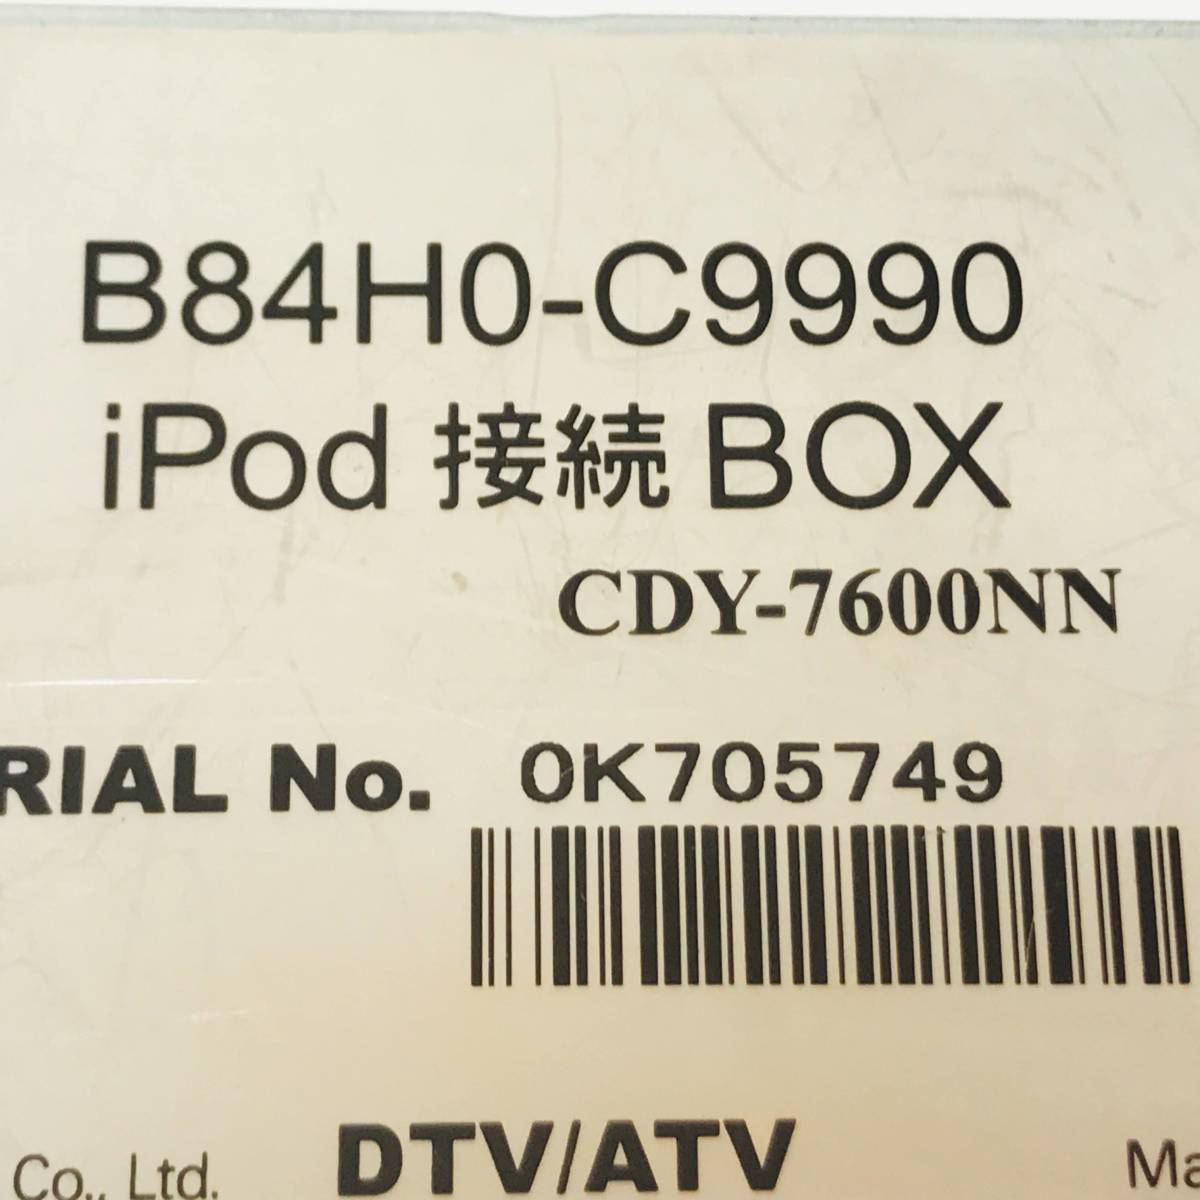 B84H0-C9990
iPod 接続 BOX
CDY-7600NN
RIAL No. 0K705749
Co., Ltd. DTV/ATV Ma